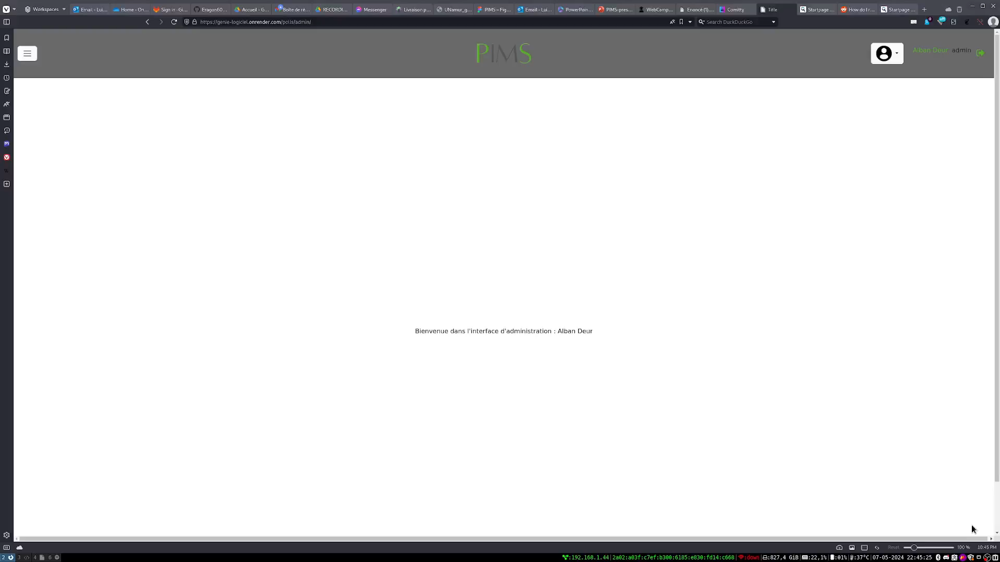 Workspaces
Email - Lui...
Home - On...
Sign in · Gi...
Eragon60...
Accueil - G...
Boîte de ré...
RECORDI...
Messenger
Livraison p...
UNamur_g...
PIMS – Fig...
Email - Lui...
PowerPoin...
PIMS-pres...
WebCamp...
Enoncé (1)....
Comitty
Title
Startpage ...
How do I r...
Startpage ...
https://genie-logiciel.onrender.com/polls/admin/
Search DuckDuckGo
0
off
PIMS
Alban Deur admin
Bienvenue dans l'interface d'administration : Alban Deur
Reset
100 %
10:45 PM
2
3
4
6
:192.168.1.44|2a02:a03f:c7ef:b300:6185:e830:fd14:c668|:down|:827,4 GiB|:22,1%|:01%|:37°C|07-05-2024 22:45:25